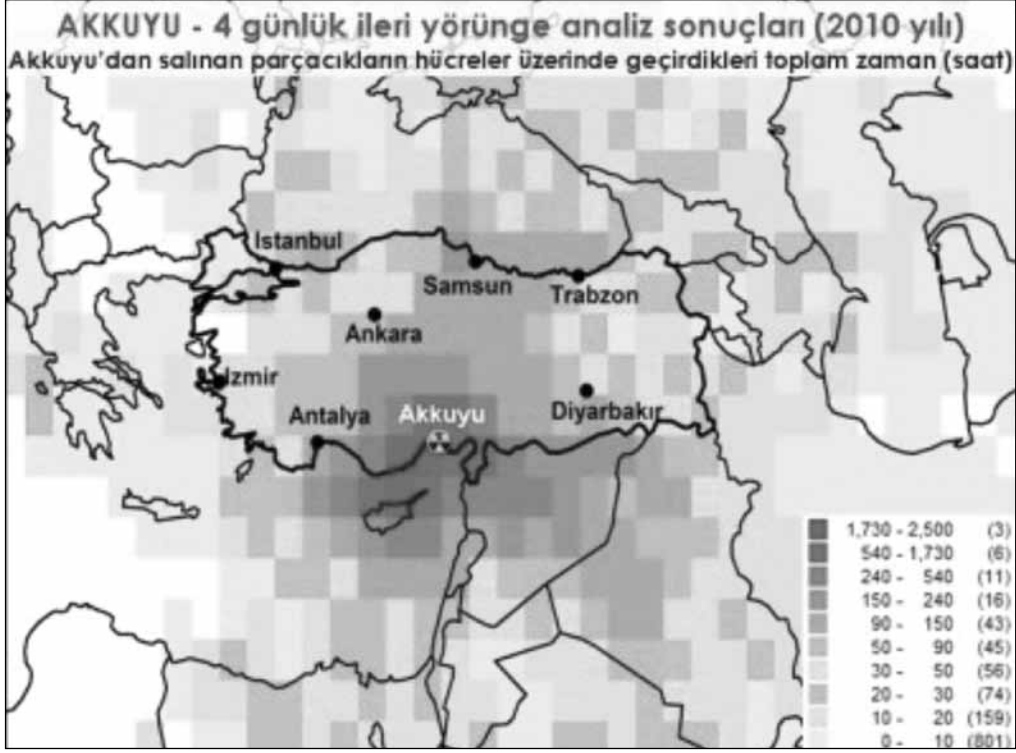 AKKUYU - 4 günlük ileri yörünge analiz sonuçları (2010 yılı)
Akkuyu'dan salınan parçacıkların hücreler üzerinde geçirdikleri toplam zaman (saat)
İstanbul
Samsun
Trabzon
Ankara
İzmir
Antalya
Akkuyu
Diyarbakır
1,730 - 2,500 (3)
540 - 1,730 (6)
240 - 540 (11)
150 - 240 (16)
90 - 150 (43)
50 - 90 (45)
30 - 50 (56)
20 - 30 (74)
10 - 20 (159)
0 - 10 (801)